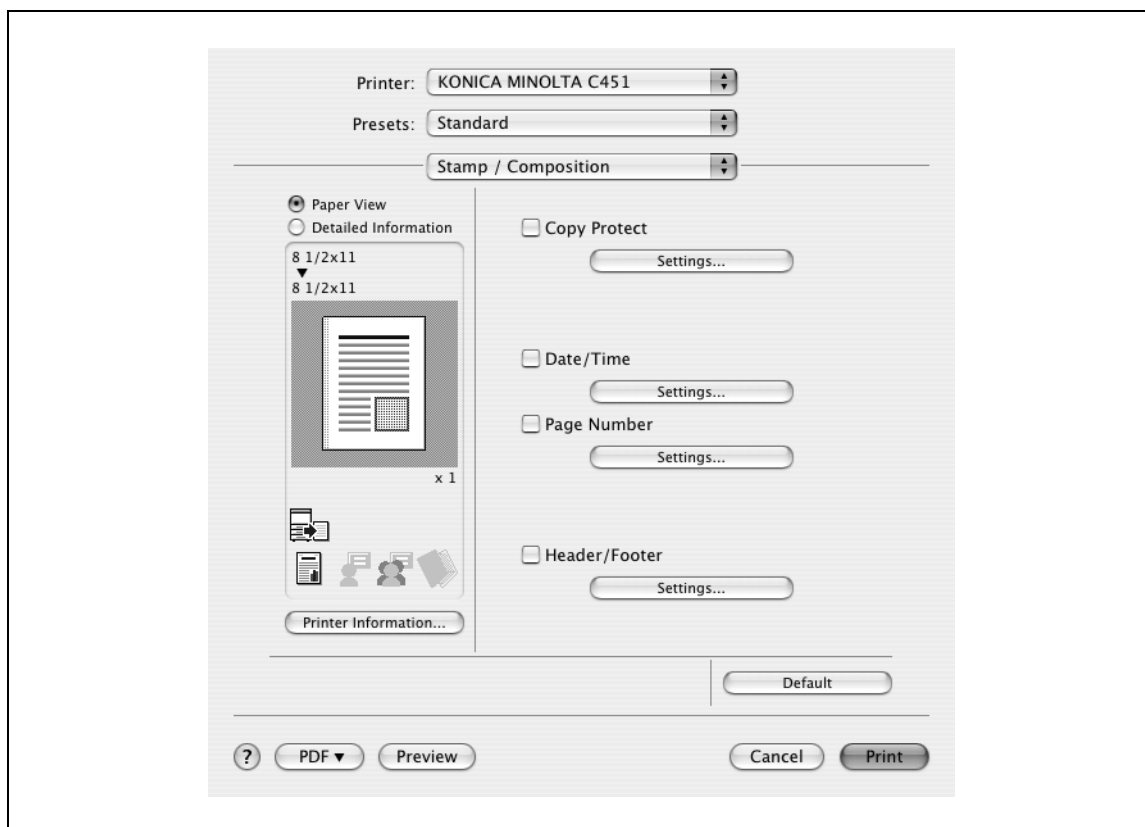 Printer: KONICA MINOLTA C451
Presets: Standard
Stamp / Composition
Paper View
Detailed Information
8 1/2x11
8 1/2x11
x 1
Printer Information...
Copy Protect
Settings...
Date/Time
Settings...
Page Number
Settings...
Header/Footer
Settings...
Default
? PDF▼ Preview Cancel Print